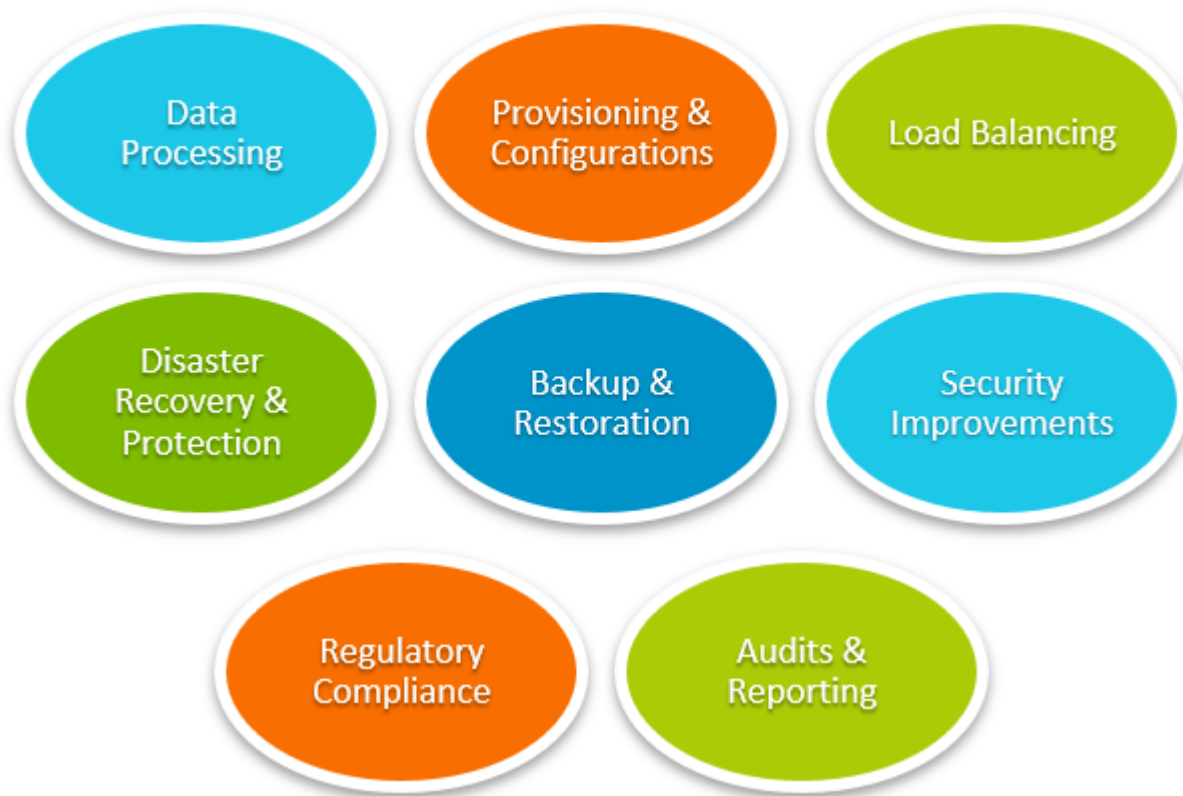 Data
Processing
Provisioning &
Configurations
Load Balancing
Disaster
Recovery &
Protection
Backup &
Restoration
Security
Improvements
Regulatory
Compliance
Audits &
Reporting